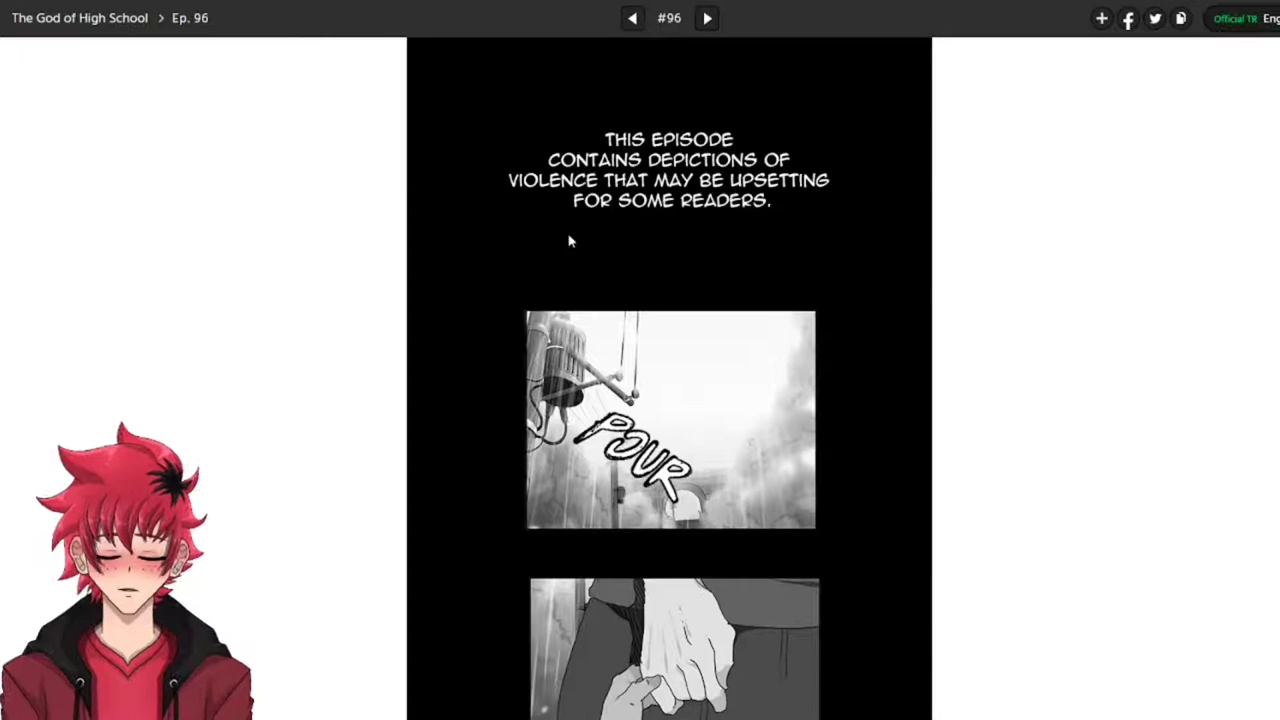 The God of High School > Ep. 96
#96
Official TR Eng
THIS EPISODE
CONTAINS DEPICTIONS OF
VIOLENCE THAT MAY BE UPSETTING
FOR SOME READERS.
POUR